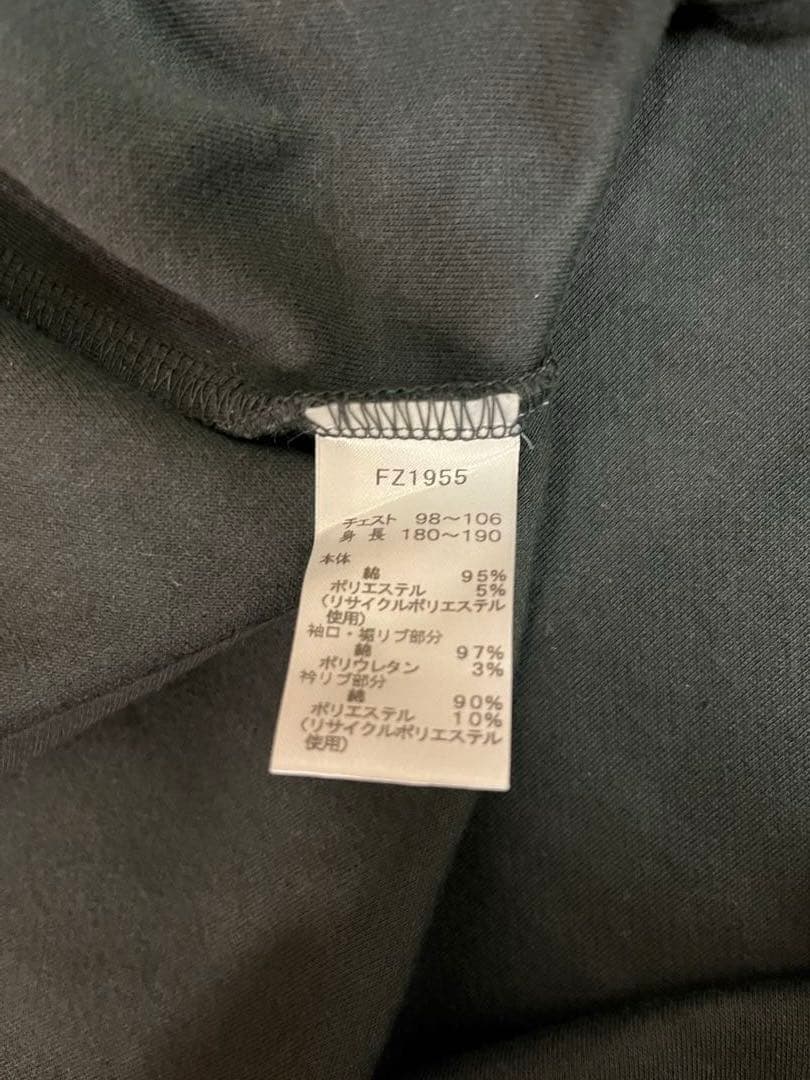 FZ1955
チェスト 98～106
身長 180～190
本体
綿 95%
ポリエステル 5%
(リサイクルポリエステル
使用)
袖口・裾リブ部分
綿 97%
ポリウレタン 3%
衿リブ部分
綿 90%
ポリエステル 10%
(リサイクルポリエステル
使用)